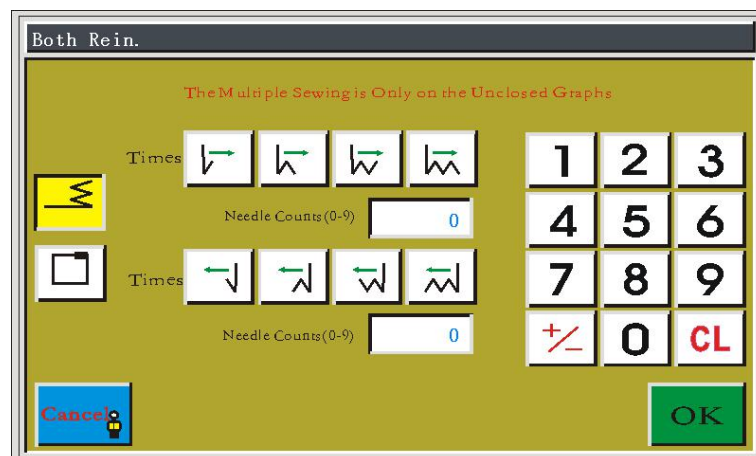 Both Rein.
The Multiple Sewing is Only on the Unclosed Graphs
Times
Needle Counts(0-9) 0
Times
Needle Counts(0-9) 0
1 2 3
4 5 6
7 8 9
+/- 0 CL
Cancel
OK